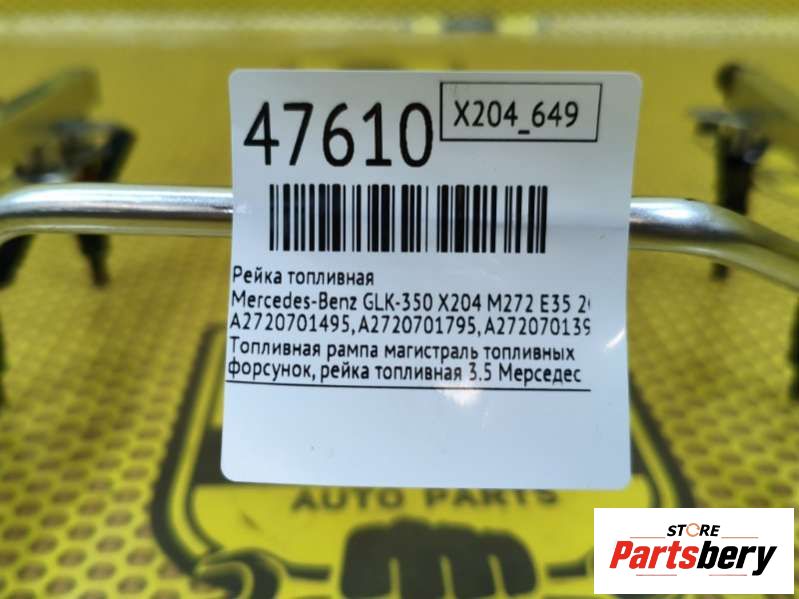 47610
X204_649
Рейка топливная
Mercedes-Benz GLK-350 X204 M272 E35
A2720701495, A2720701795, A272070139
Топливная рампа магистраль топливных
форсунок, рейка топливная 3.5 Мерседес
AUTO PARTS
STORE
Partsbery